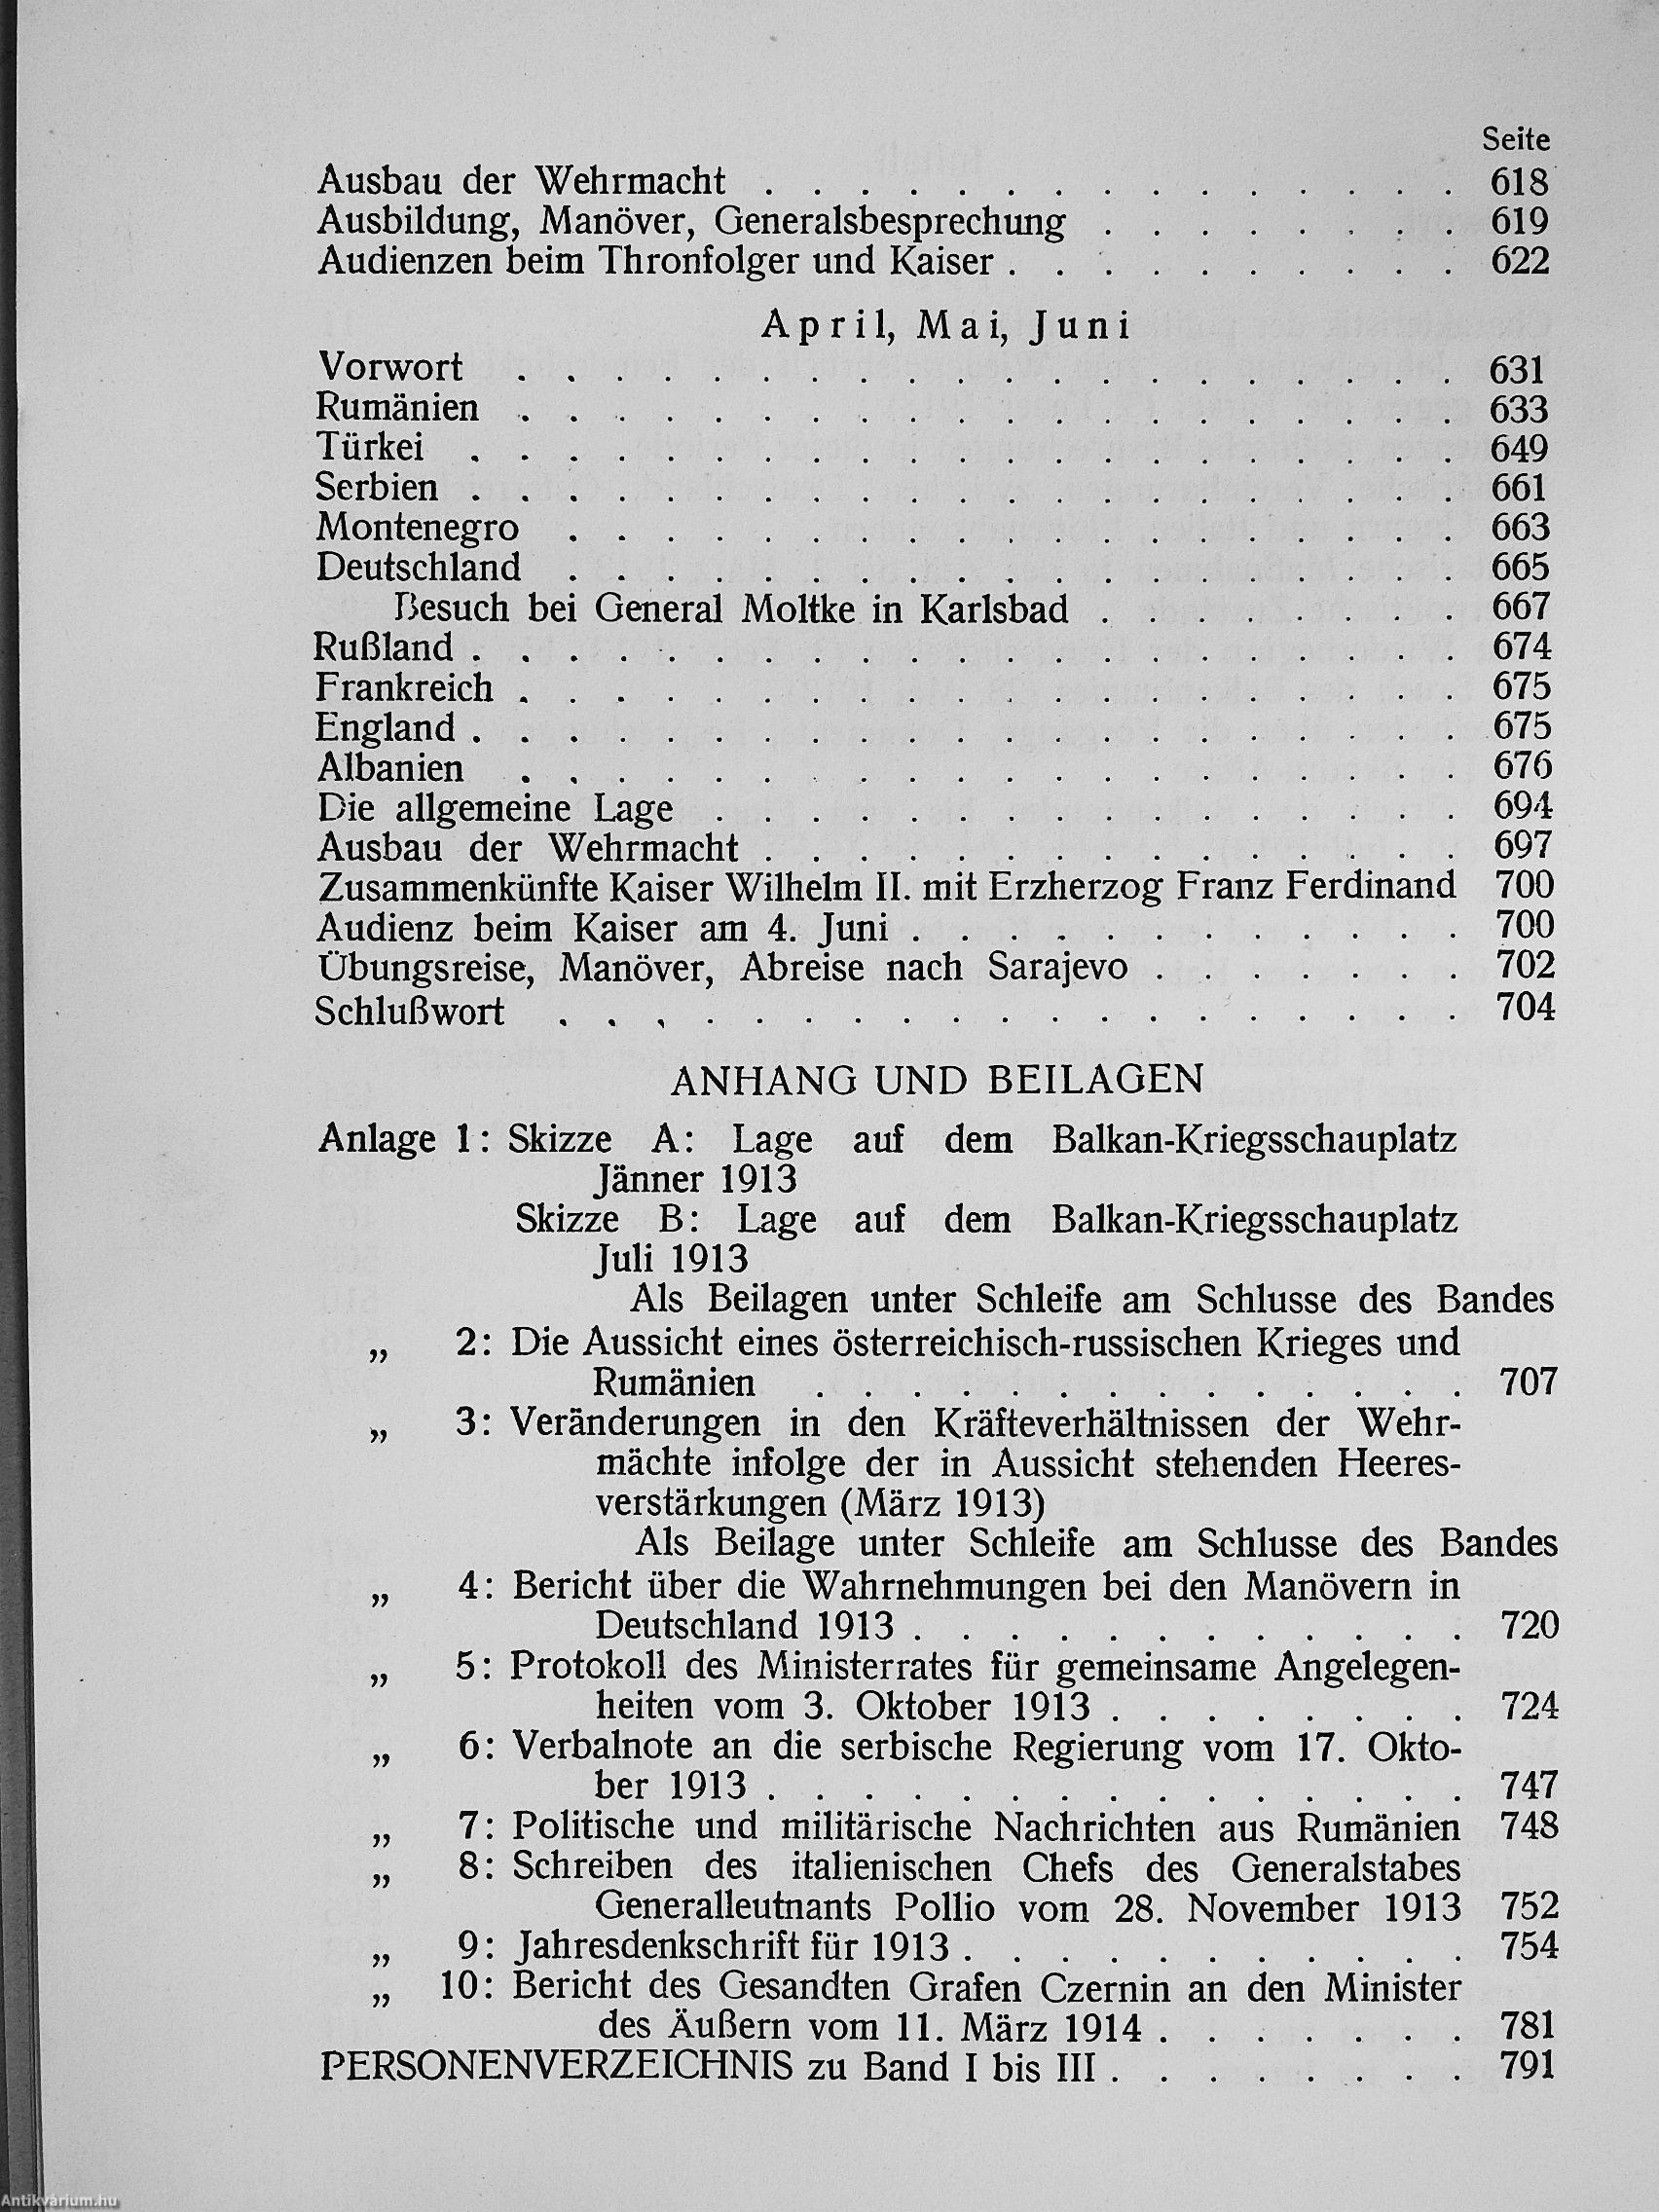 Seite
Ausbau der Wehrmacht . . . . . . . . . . . . . . . 618
Ausbildung, Manöver, Generalsbesprechung . . . . . . . . 619
Audienzen beim Thronfolger und Kaiser . . . . . . . . . . 622
April, Mai, Juni
Vorwort . . . . . . . . . . . . . . . . . . . . 631
Rumänien . . . . . . . . . . . . . . . . . . . . 633
Türkei . . . . . . . . . . . . . . . . . . . . . 649
Serbien . . . . . . . . . . . . . . . . . . . . . 661
Montenegro . . . . . . . . . . . . . . . . . . . 663
Deutschland . . . . . . . . . . . . . . . . . . . 665
Besuch bei General Moltke in Karlsbad . . . . . . . . 667
Rußland . . . . . . . . . . . . . . . . . . . . . 674
Frankreich . . . . . . . . . . . . . . . . . . . . 675
England . . . . . . . . . . . . . . . . . . . . . 675
Albanien . . . . . . . . . . . . . . . . . . . . 676
Die allgemeine Lage . . . . . . . . . . . . . . . . 694
Ausbau der Wehrmacht . . . . . . . . . . . . . . . 697
Zusammenkünfte Kaiser Wilhelm II. mit Erzherzog Franz Ferdinand 700
Audienz beim Kaiser am 4. Juni . . . . . . . . . . . . 700
Übungsreise, Manöver, Abreise nach Sarajevo . . . . . . . 702
Schlußwort . . . . . . . . . . . . . . . . . . . 704
ANHANG UND BEILAGEN
Anlage 1: Skizze A: Lage auf dem Balkan-Kriegsschauplatz
Jänner 1913
Skizze B: Lage auf dem Balkan-Kriegsschauplatz
Juli 1913
Als Beilagen unter Schleife am Schlusse des Bandes
„ 2: Die Aussicht eines österreichisch-russischen Krieges und
Rumänien . . . . . . . . . . . . . . 707
„ 3: Veränderungen in den Kräfteverhältnissen der Wehr-
mächte infolge der in Aussicht stehenden Heeres-
verstärkungen (März 1913)
Als Beilage unter Schleife am Schlusse des Bandes
„ 4: Bericht über die Wahrnehmungen bei den Manövern in
Deutschland 1913 . . . . . . . . . . . . 720
„ 5: Protokoll des Ministerrates für gemeinsame Angelegen-
heiten vom 3. Oktober 1913 . . . . . . . . 724
„ 6: Verbalnote an die serbische Regierung vom 17. Okto-
ber 1913 . . . . . . . . . . . . . . . 747
„ 7: Politische und militärische Nachrichten aus Rumänien 748
„ 8: Schreiben des italienischen Chefs des Generalstabes
Generalleutnants Pollio vom 28. November 1913 752
„ 9: Jahresdenkschrift für 1913 . . . . . . . . . . . 754
„ 10: Bericht des Gesandten Grafen Czernin an den Minister
des Äußern vom 11. März 1914 . . . . . . . 781
PERSONENVERZEICHNIS zu Band I bis III . . . . . . . . 791
Antikvárium.hu